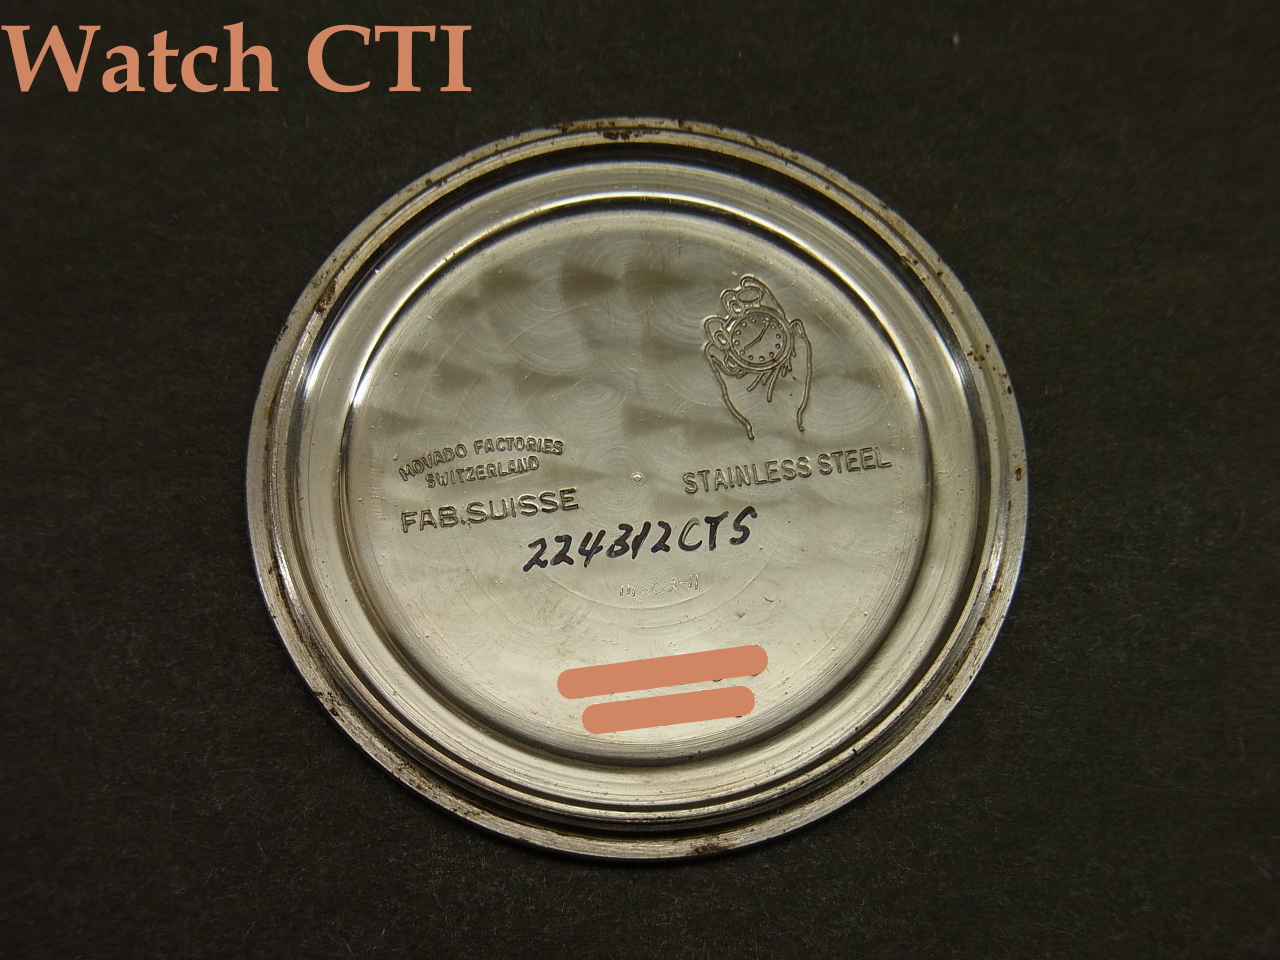 Watch CTI
MOVADO FACTORIES
SWITZERLAND
FAB.SUISSE
STAINLESS STEEL
224312CTS